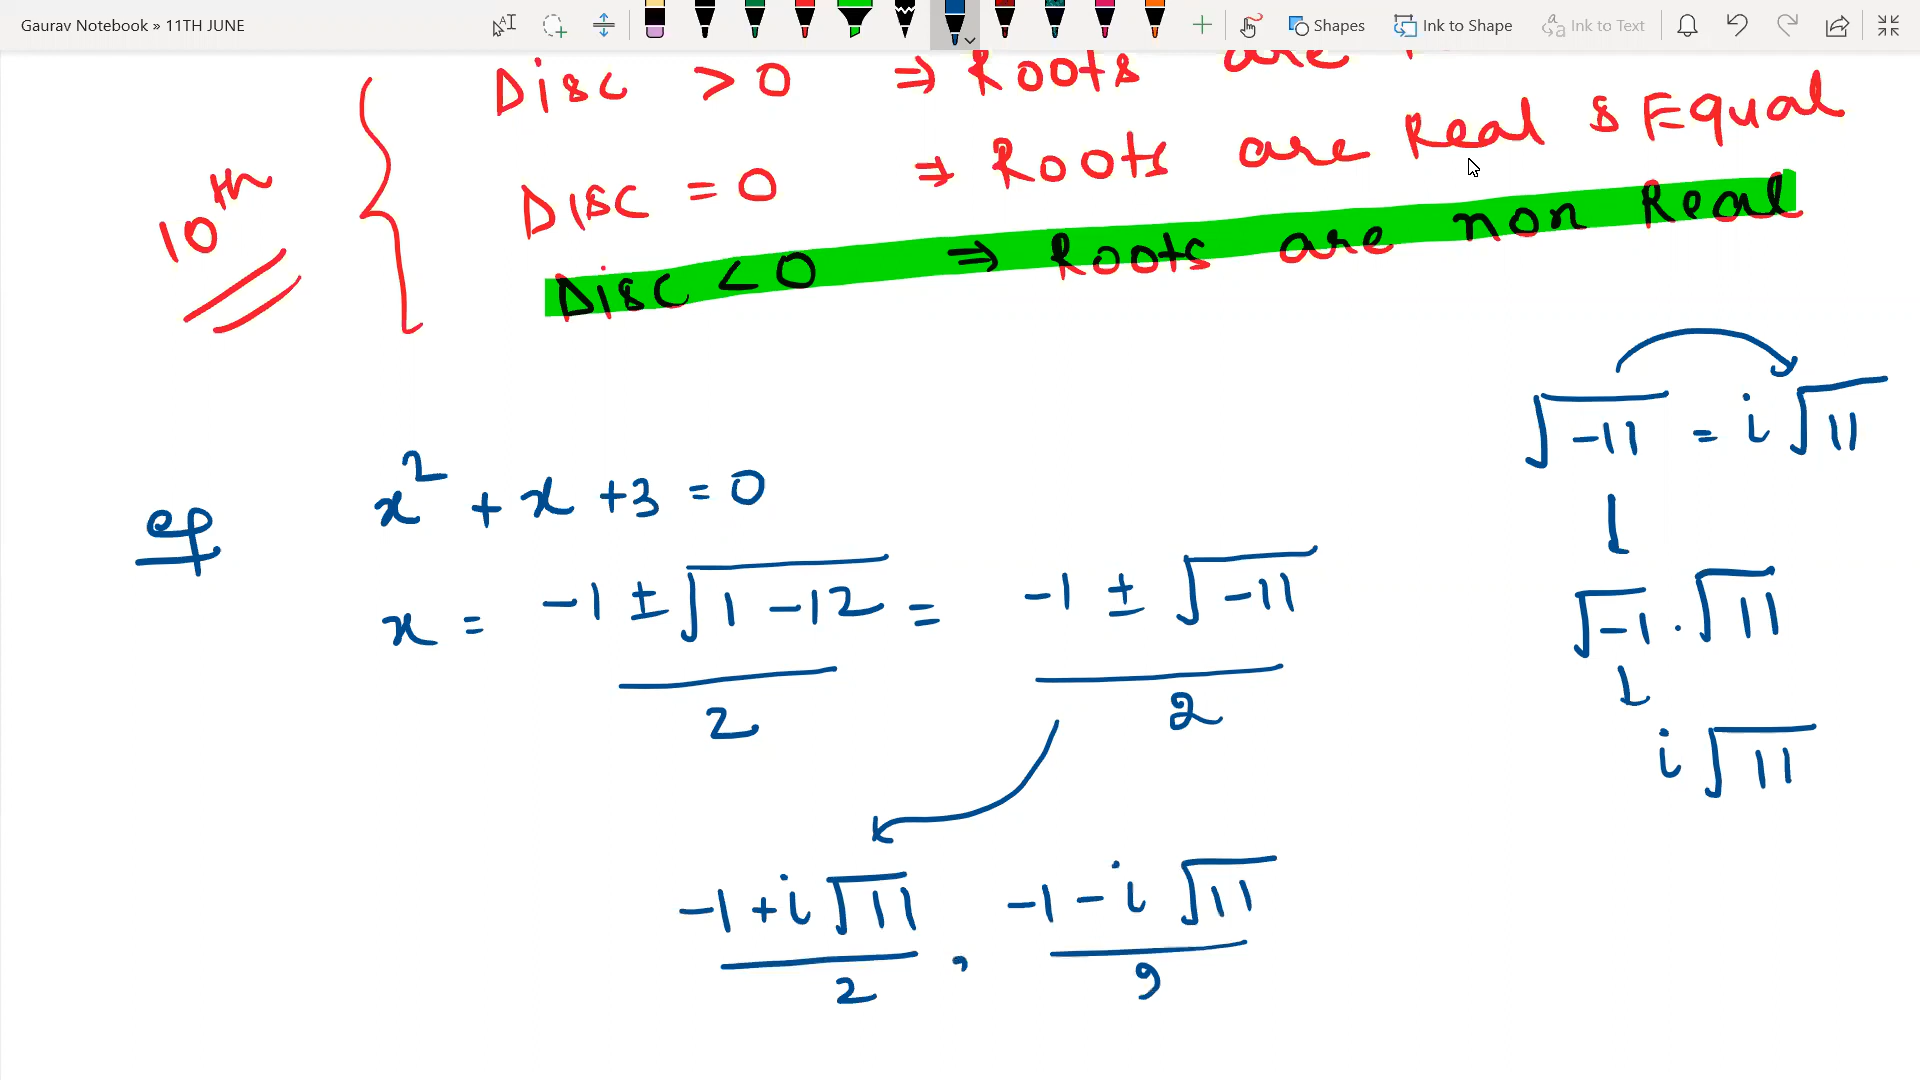 Gaurav Notebook » 11TH JUNE
Shapes
Ink to Shape
Ink to Text
Disc > 0 ⇒ Roots are
Disc = 0 ⇒ Roots are Real & Equal
10th
Disc < 0 ⇒ Roots are non Real
√-11 = i √11
x² + x + 3 = 0
x = (-1 ± √(1 - 12))/2 = (-1 ± √-11)/2
√-1 · √11
i √11
(-1 + i √11)/2 , (-1 - i √11)/